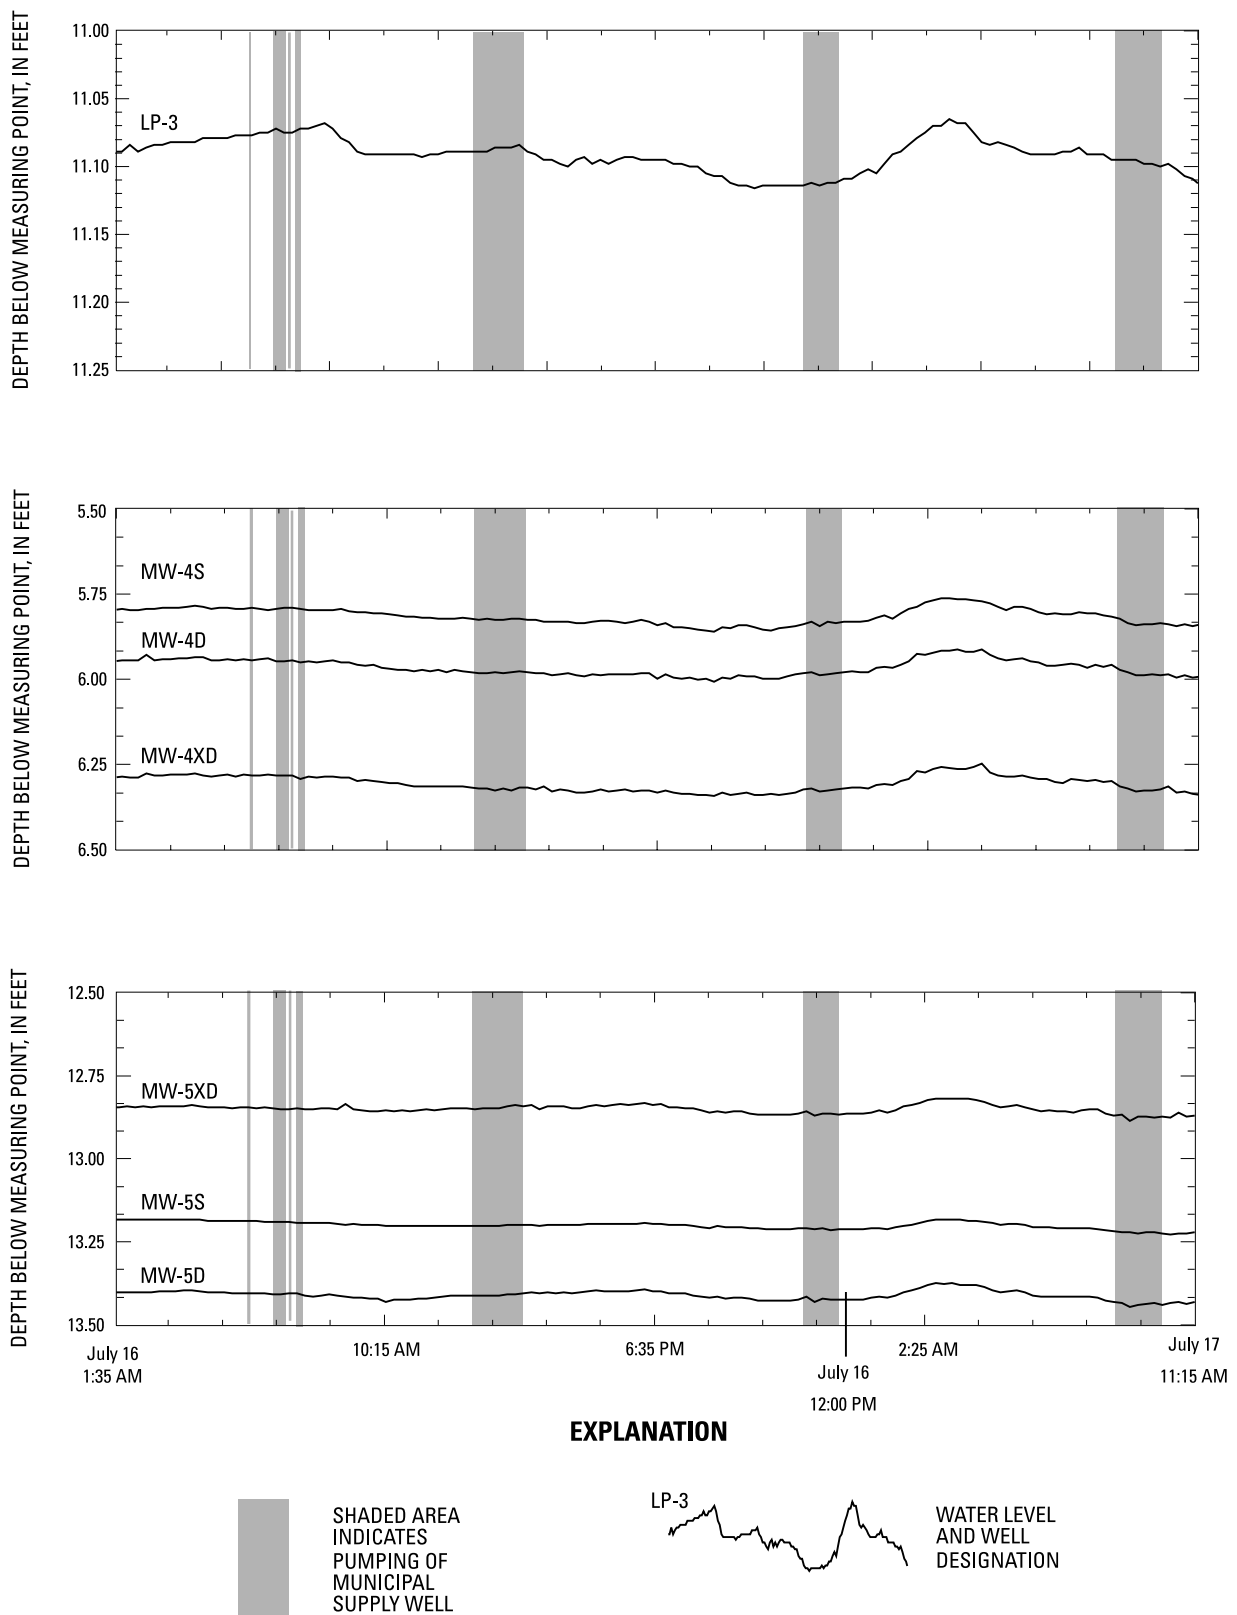 DEPTH BELOW MEASURING POINT, IN FEET
11.00
11.05
11.10
11.15
11.20
11.25
LP-3
DEPTH BELOW MEASURING POINT, IN FEET
5.50
5.75
6.00
6.25
6.50
MW-4S
MW-4D
MW-4XD
DEPTH BELOW MEASURING POINT, IN FEET
12.50
12.75
13.00
13.25
13.50
MW-5XD
MW-5S
MW-5D
July 16
1:35 AM
10:15 AM
6:35 PM
July 16
12:00 PM
2:25 AM
July 17
11:15 AM
EXPLANATION
SHADED AREA
INDICATES
PUMPING OF
MUNICIPAL
SUPPLY WELL
LP-3
WATER LEVEL
AND WELL
DESIGNATION